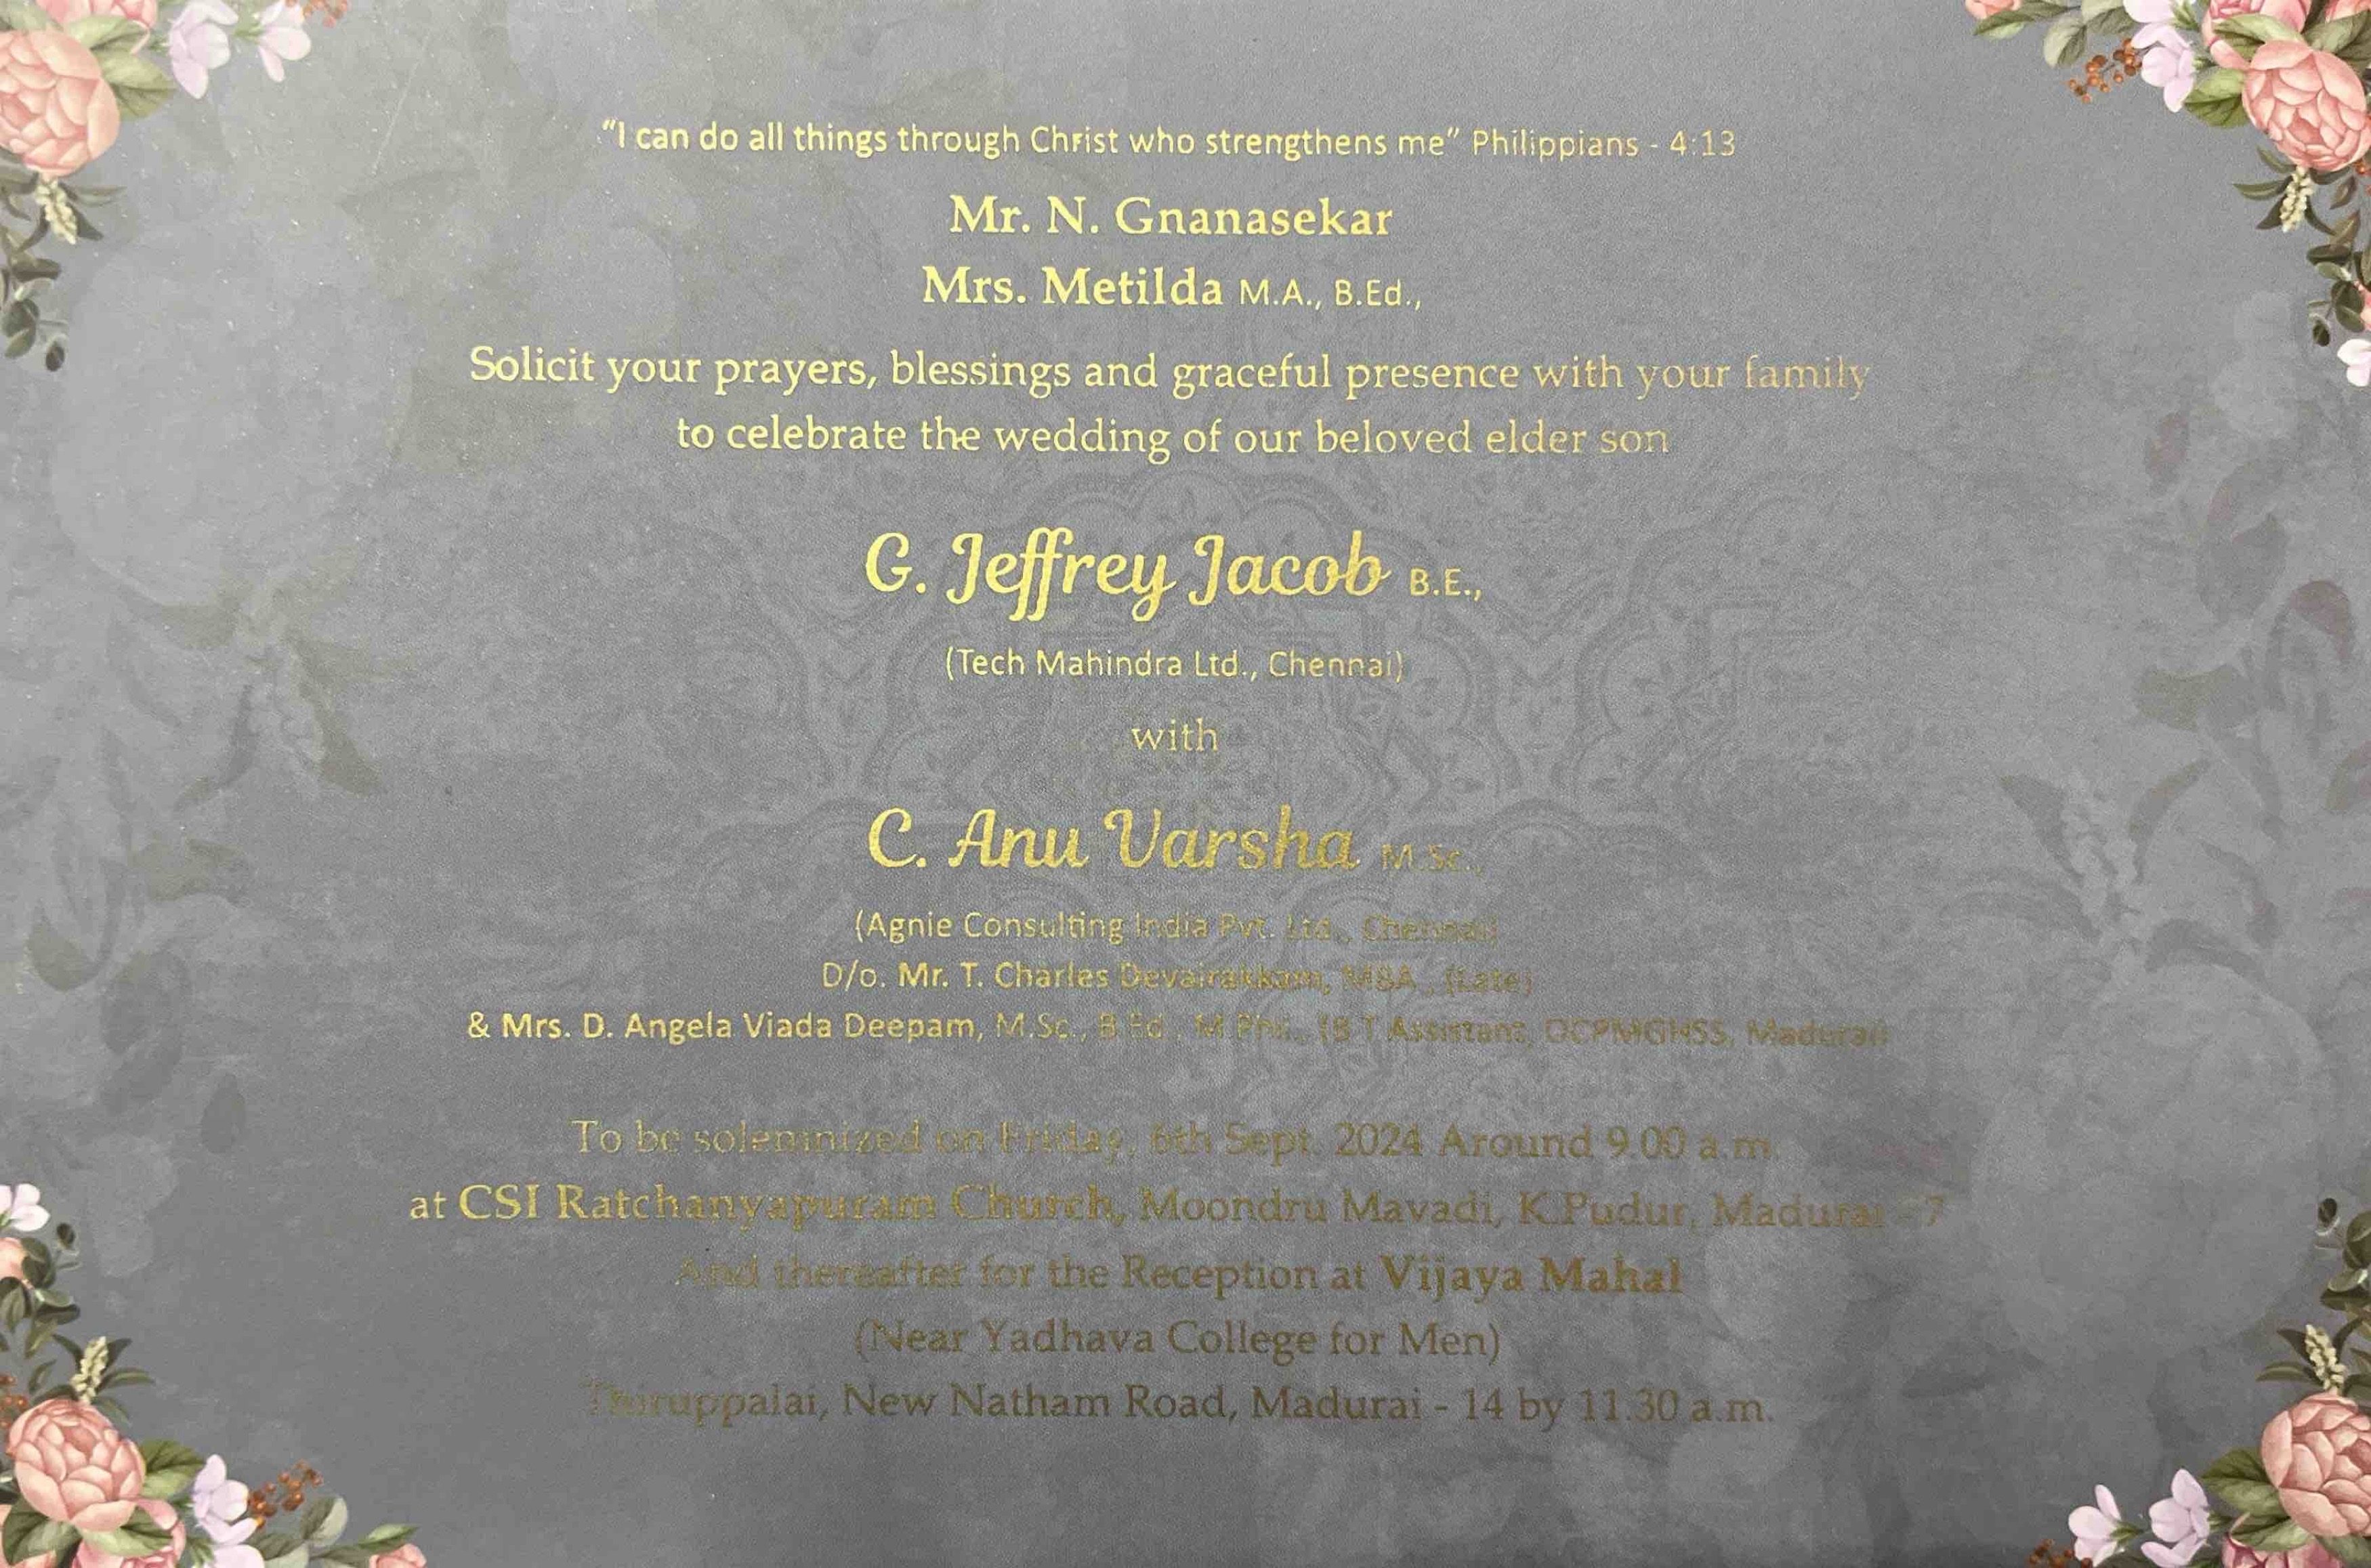 “I can do all things through Christ who strengthens me” Philippians - 4:13
Mr. N. Gnanasekar
Mrs. Metilda M.A., B.Ed.,
Solicit your prayers, blessings and graceful presence with your family
to celebrate the wedding of our beloved elder son
G. Jeffrey Jacob B.E.,
(Tech Mahindra Ltd., Chennai)
with
C. Anu Varsha M.Sc.,
(Agnie Consulting India Pvt. Ltd., Chennai)
D/o. Mr. T. Charles Devairakkam, MBA., (Late)
& Mrs. D. Angela Viada Deepam, M.Sc., B.Ed., M.Phil., (B.T Assistant, OCPMGHSS, Madurai)
To be soleminized on Friday, 6th Sept. 2024 Around 9.00 a.m.
at CSI Ratchanyapuram Church, Moondru Mavadi, K.Pudur, Madurai - 7
And thereafter for the Reception at Vijaya Mahal
(Near Yadhava College for Men)
Thiruppalai, New Natham Road, Madurai - 14 by 11.30 a.m.